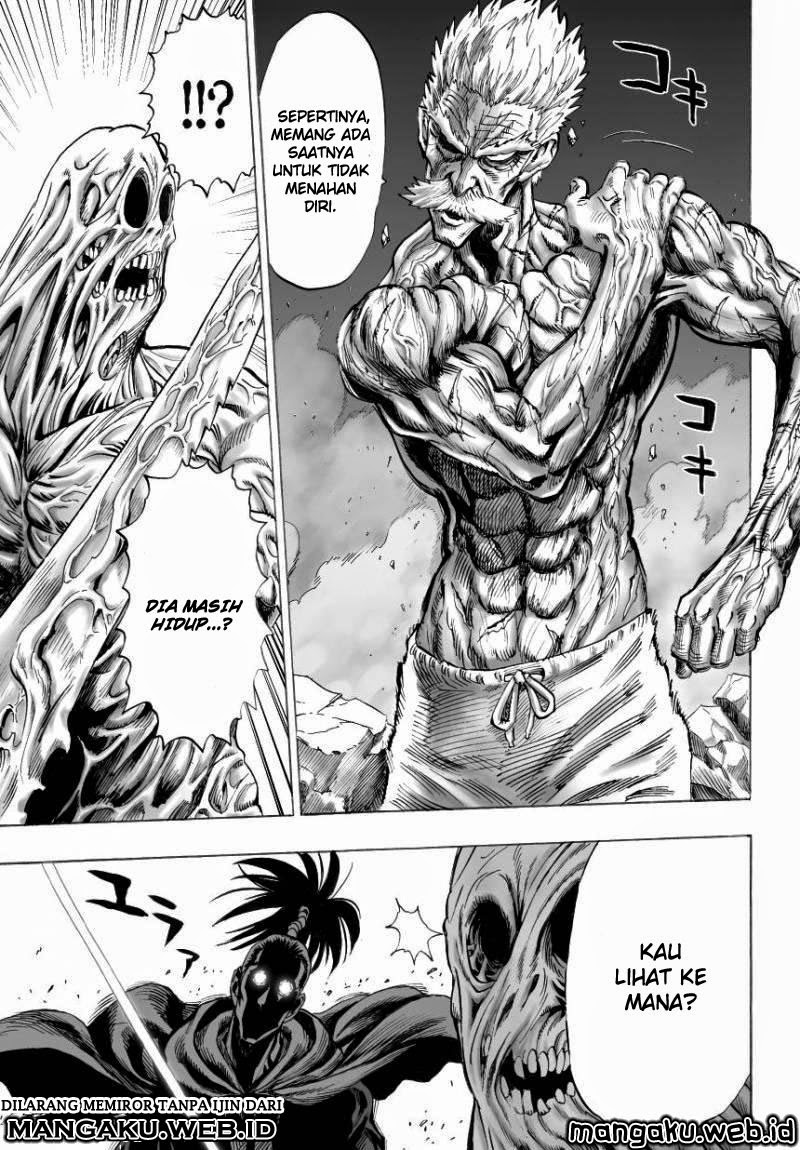 コキ
SEPERTINYA,
MEMANG ADA
SAATNYA
UNTUK TIDAK
MENAHAN
DIRI.
コキ
!!?
DIA MASIH
HIDUP...?
KAU
LIHAT KE
MANA?
ユラァ
DILARANG MEMIROR TANPA IJIN DARI
MANGAKU.WEB.ID
mangaku.web.id